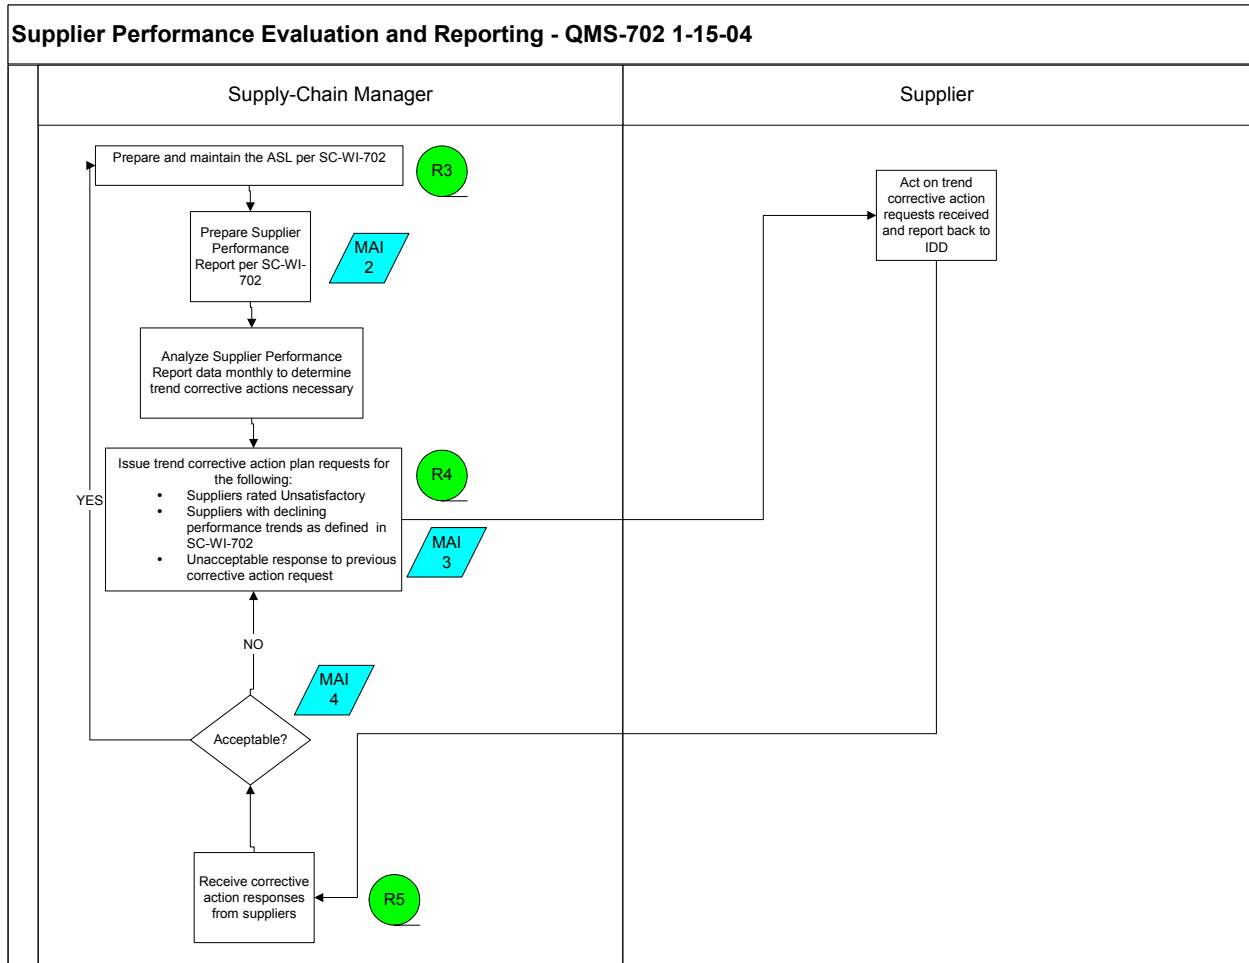 Supplier Performance Evaluation and Reporting - QMS-702 1-15-04
Supply-Chain Manager
Supplier
Prepare and maintain the ASL per SC-WI-702
R3
Prepare Supplier
Performance
Report per SC-WI-
702
MAI
2
Act on trend
corrective action
requests received
and report back to
IDD
Analyze Supplier Performance
Report data monthly to determine
trend corrective actions necessary
Issue trend corrective action plan requests for
the following:
• Suppliers rated Unsatisfactory
• Suppliers with declining
performance trends as defined in
SC-WI-702
• Unacceptable response to previous
corrective action request
R4
MAI
3
YES
NO
MAI
4
Acceptable?
Receive corrective
action responses
from suppliers
R5